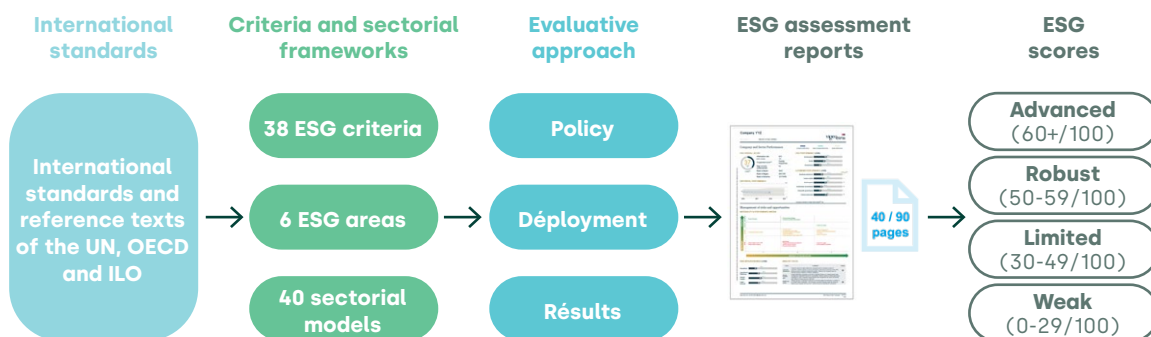 International
standards
Criteria and sectorial
frameworks
Evaluative
approach
ESG assessment
reports
ESG
scores
International
standards and
reference texts
of the UN, OECD
and ILO
38 ESG criteria
6 ESG areas
40 sectorial
models
Policy
Déployment
Résults
40 / 90
pages
Advanced
(60+/100)
Robust
(50-59/100)
Limited
(30-49/100)
Weak
(0-29/100)